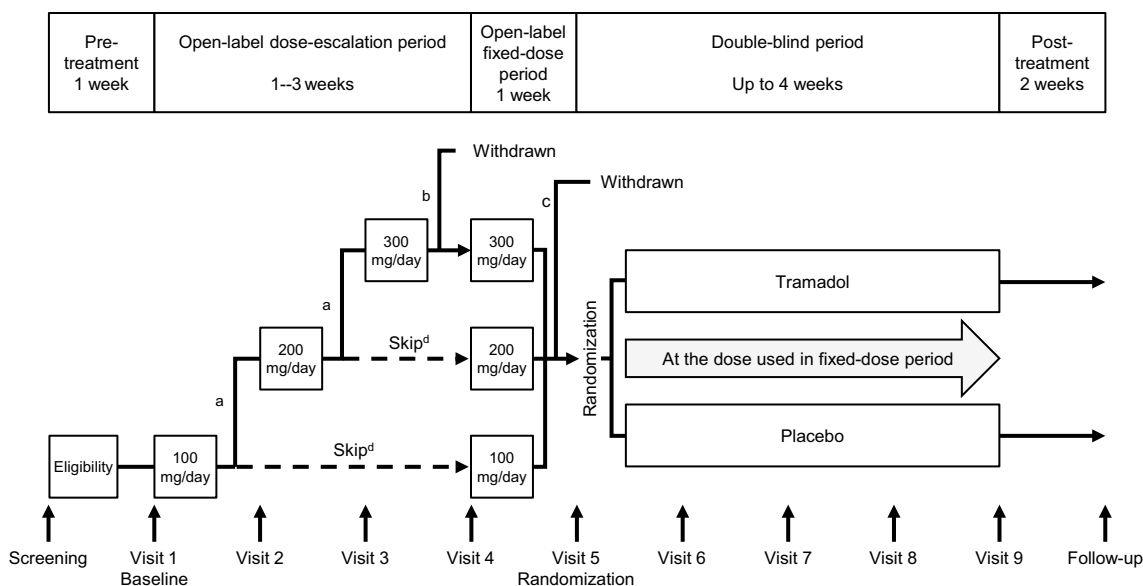 Pre-
treatment
1 week
Open-label dose-escalation period
1--3 weeks
Open-label
fixed-dose
period
1 week
Double-blind period
Up to 4 weeks
Post-
treatment
2 weeks
Withdrawn
Withdrawn
b
c
300
mg/day
300
mg/day
a
Tramadol
200
mg/day
Skipᵈ
200
mg/day
Randomization
At the dose used in fixed-dose period
a
Eligibility
100
mg/day
Skipᵈ
100
mg/day
Placebo
Screening
Visit 1
Baseline
Visit 2
Visit 3
Visit 4
Visit 5
Randomization
Visit 6
Visit 7
Visit 8
Visit 9
Follow-up